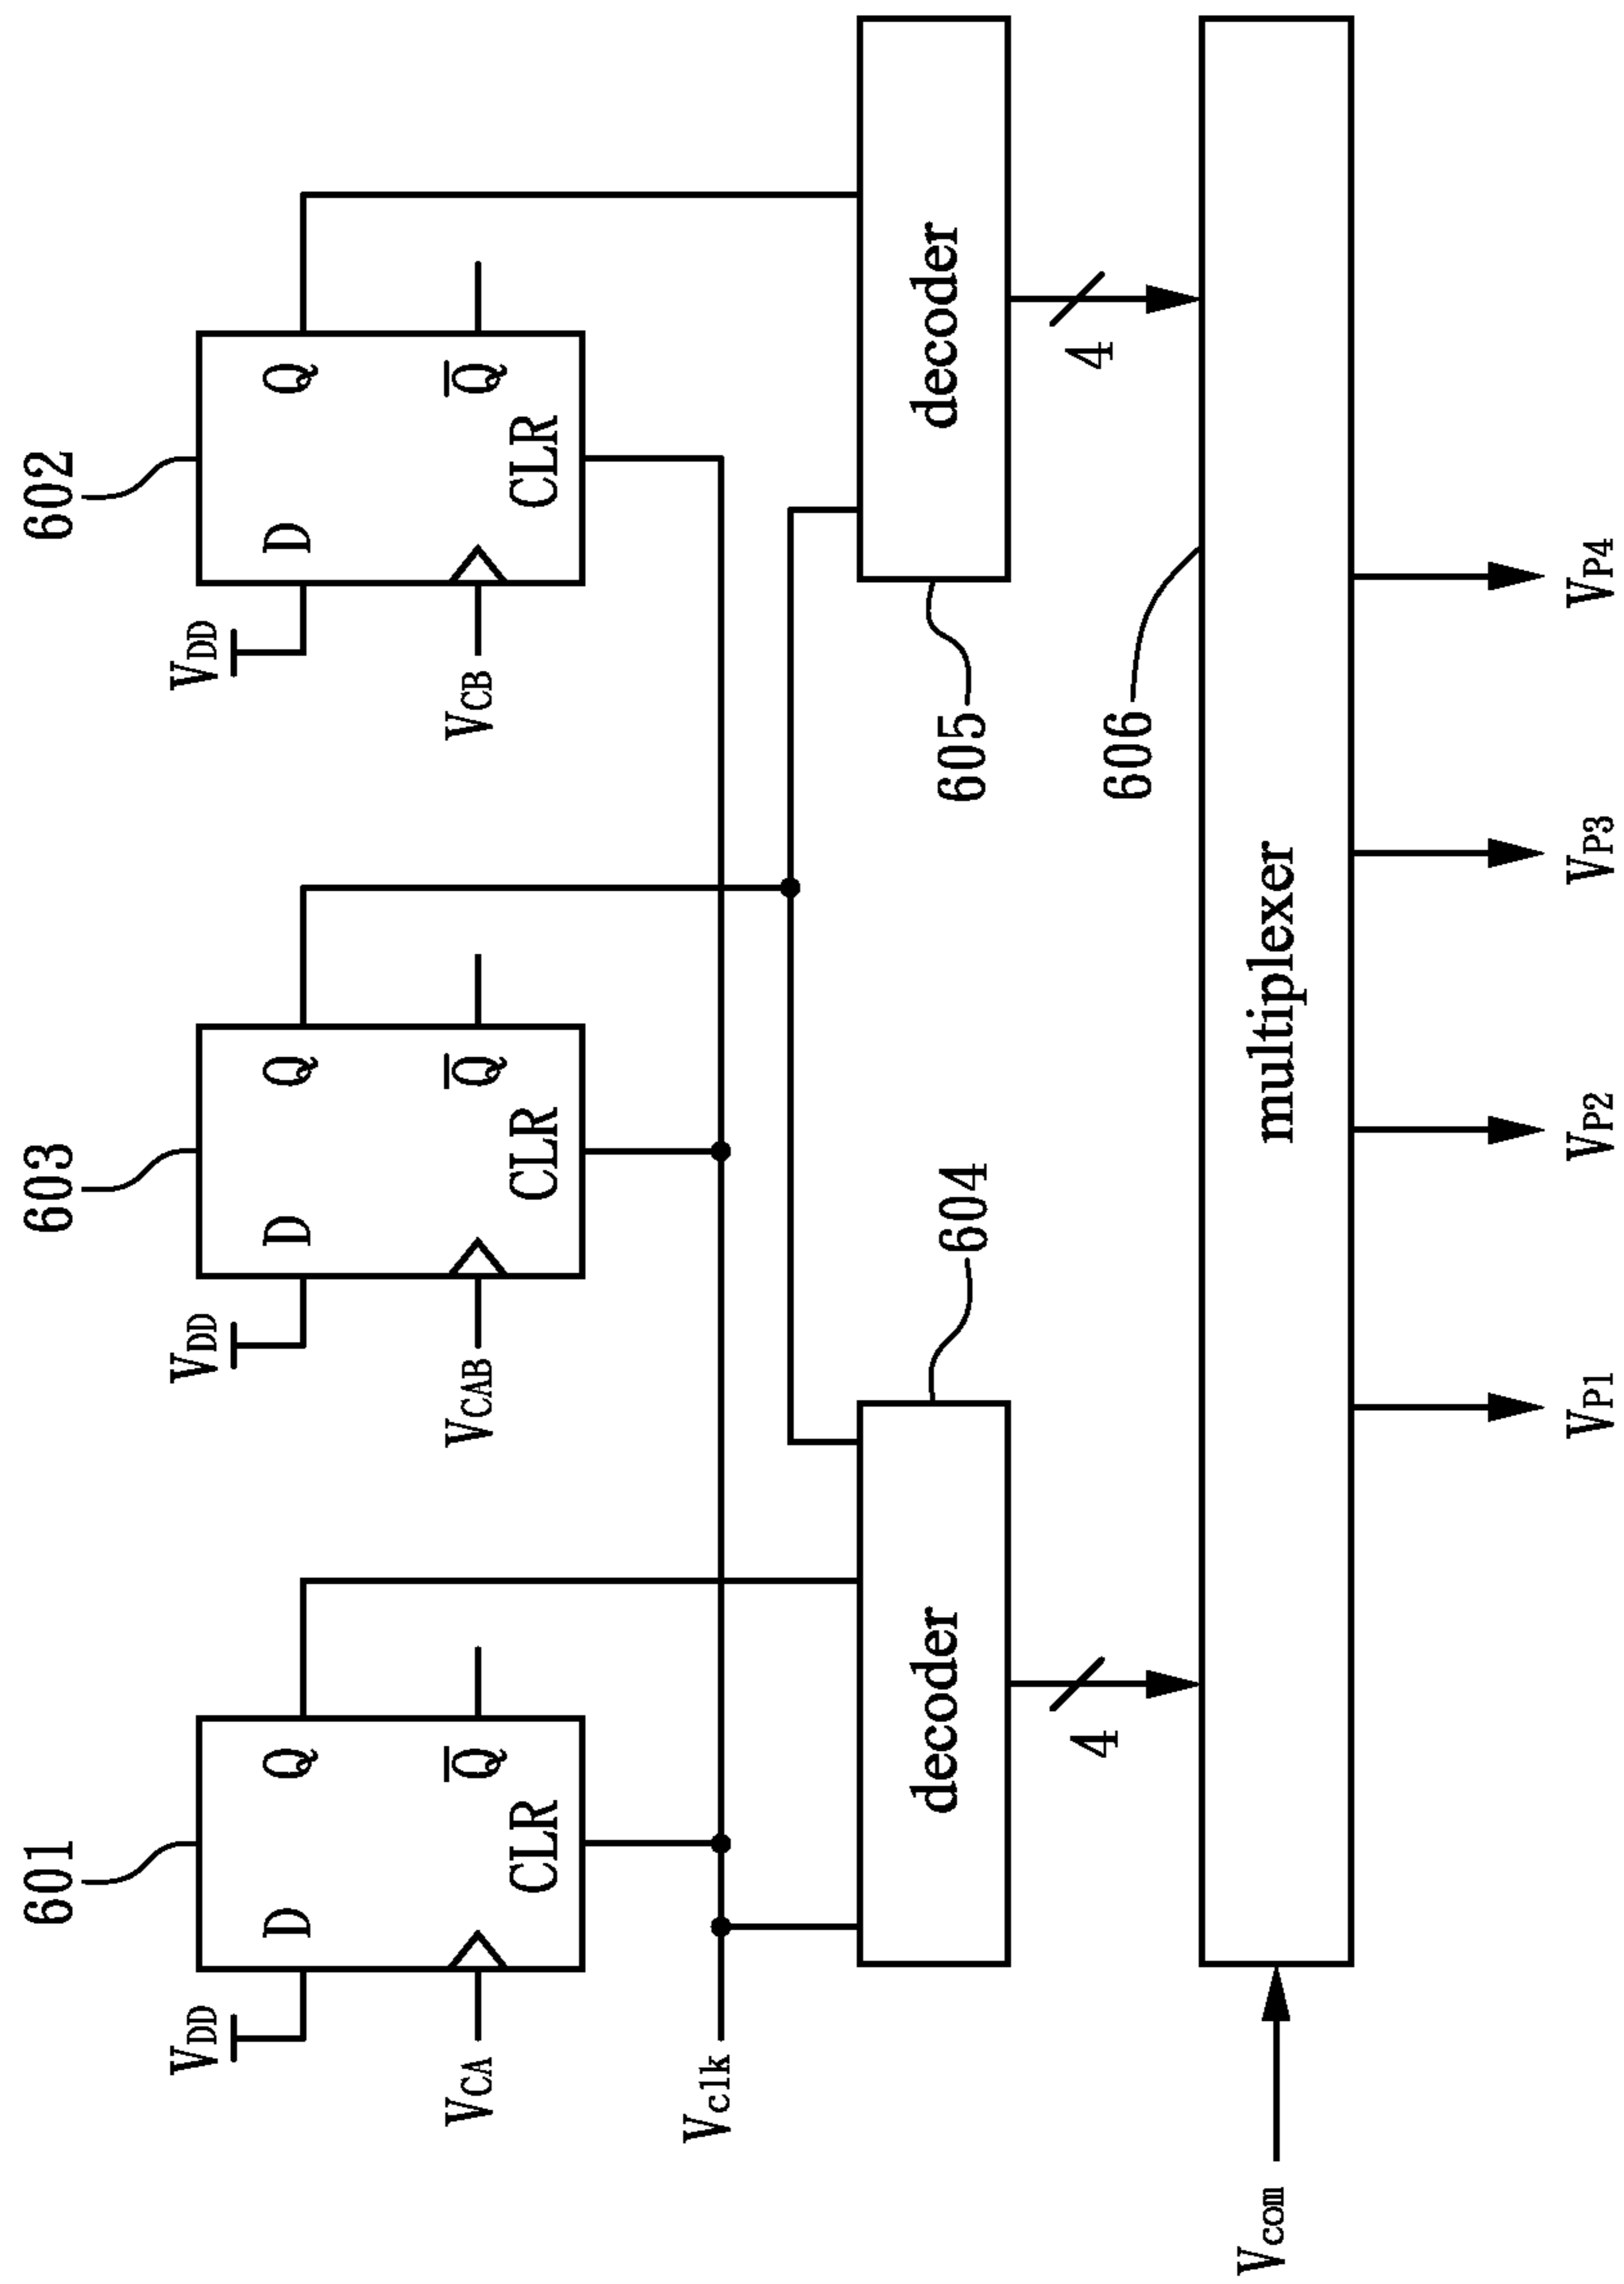 601
603
602
VDD
D
Q
VDD
D
Q
VDD
D
Q
VCA
Q̅
VCAB
Q̅
VCB
Q̅
CLR
CLR
CLR
Vclk
decoder
604
605
decoder
4
4
606
Vcom
multiplexer
VP1
VP2
VP3
VP4